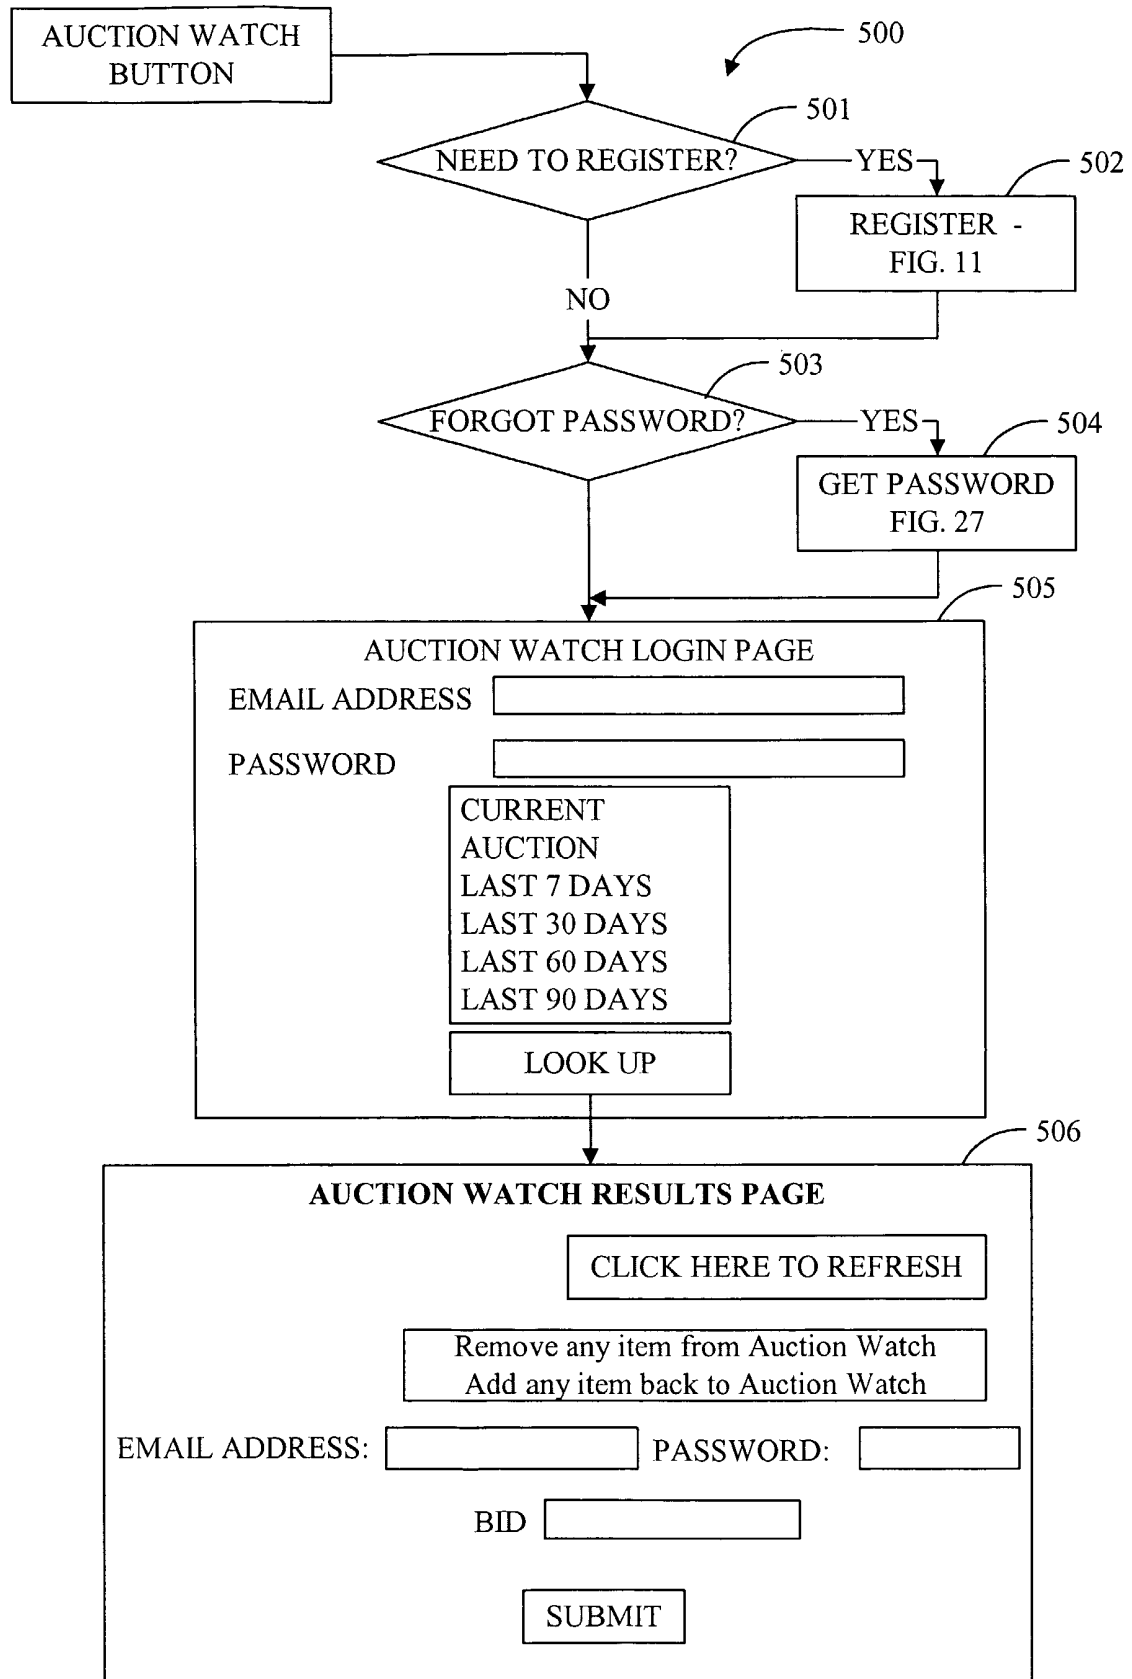 AUCTION WATCH
BUTTON
500
501
NEED TO REGISTER?
YES
502
REGISTER -
FIG. 11
NO
503
FORGOT PASSWORD?
YES
504
GET PASSWORD
FIG. 27
505
AUCTION WATCH LOGIN PAGE
EMAIL ADDRESS
PASSWORD
CURRENT
AUCTION
LAST 7 DAYS
LAST 30 DAYS
LAST 60 DAYS
LAST 90 DAYS
LOOK UP
506
AUCTION WATCH RESULTS PAGE
CLICK HERE TO REFRESH
Remove any item from Auction Watch
Add any item back to Auction Watch
EMAIL ADDRESS: PASSWORD:
BID
SUBMIT